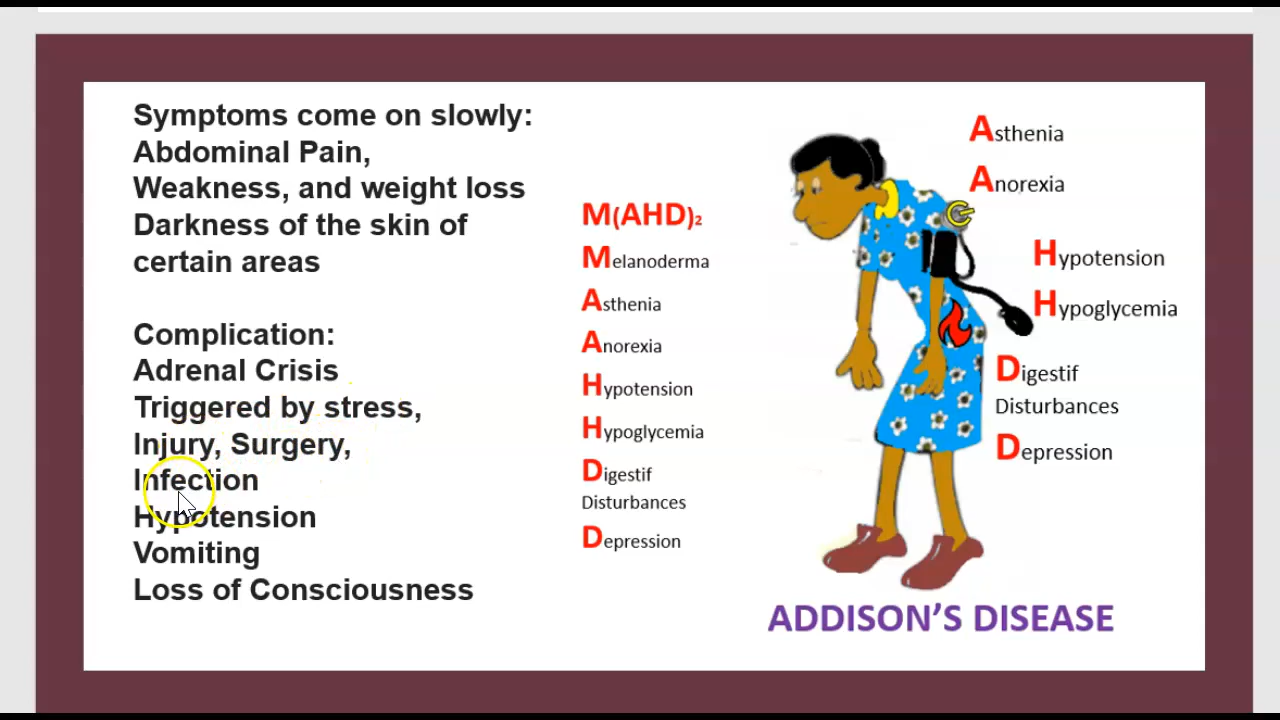 Symptoms come on slowly:
Abdominal Pain,
Weakness, and weight loss
Darkness of the skin of
certain areas
Complication:
Adrenal Crisis
Triggered by stress,
Injury, Surgery,
Infection
Hypotension
Vomiting
Loss of Consciousness
M(AHD)₂
Melanoderma
Asthenia
Anorexia
Hypotension
Hypoglycemia
Digestif
Disturbances
Depression
Asthenia
Anorexia
Hypotension
Hypoglycemia
Digestif
Disturbances
Depression
ADDISON'S DISEASE